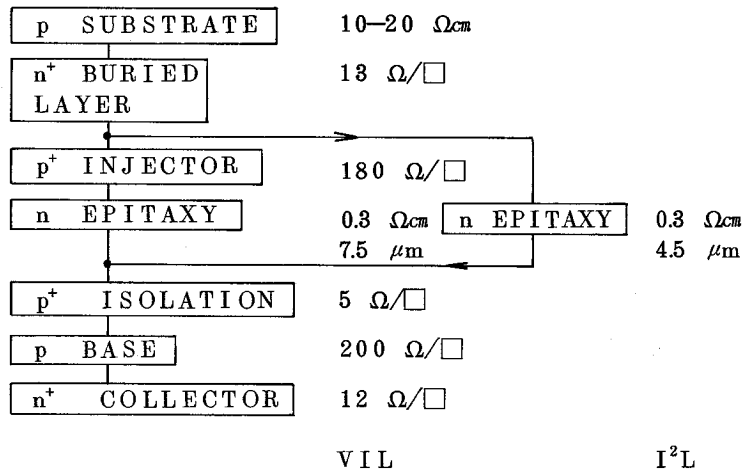 p SUBSTRATE 10—20 Ωcm
n⁺ BURIED LAYER 13 Ω/□
p⁺ INJECTOR 180 Ω/□
n EPITAXY 0.3 Ωcm 7.5 μm
n EPITAXY 0.3 Ωcm 4.5 μm
p⁺ ISOLATION 5 Ω/□
p BASE 200 Ω/□
n⁺ COLLECTOR 12 Ω/□
VIL I²L